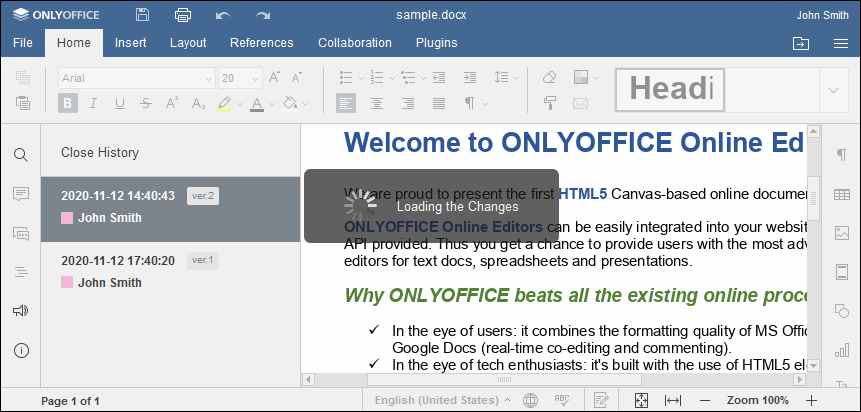 ONLYOFFICE
sample.docx
John Smith
File Home Insert Layout References Collaboration Plugins
Arial 20 A A
B I U S A² A₂ A
Headi
Close History
2020-11-12 14:40:43 ver.2
John Smith
2020-11-12 17:40:20 ver.1
John Smith
Welcome to ONLYOFFICE Online Ed
We are proud to present the first HTML5 Canvas-based online documen
Loading the Changes
ONLYOFFICE Online Editors can be easily integrated into your websit
API provided. Thus you get a chance to provide users with the most adv
editors for text docs, spreadsheets and presentations.
Why ONLYOFFICE beats all the existing online proce
In the eye of users: it combines the formatting quality of MS Offic
Google Docs (real-time co-editing and commenting).
In the eye of tech enthusiasts: it's built with the use of HTML5 ele
Page 1 of 1 English (United States) ABC Zoom 100%